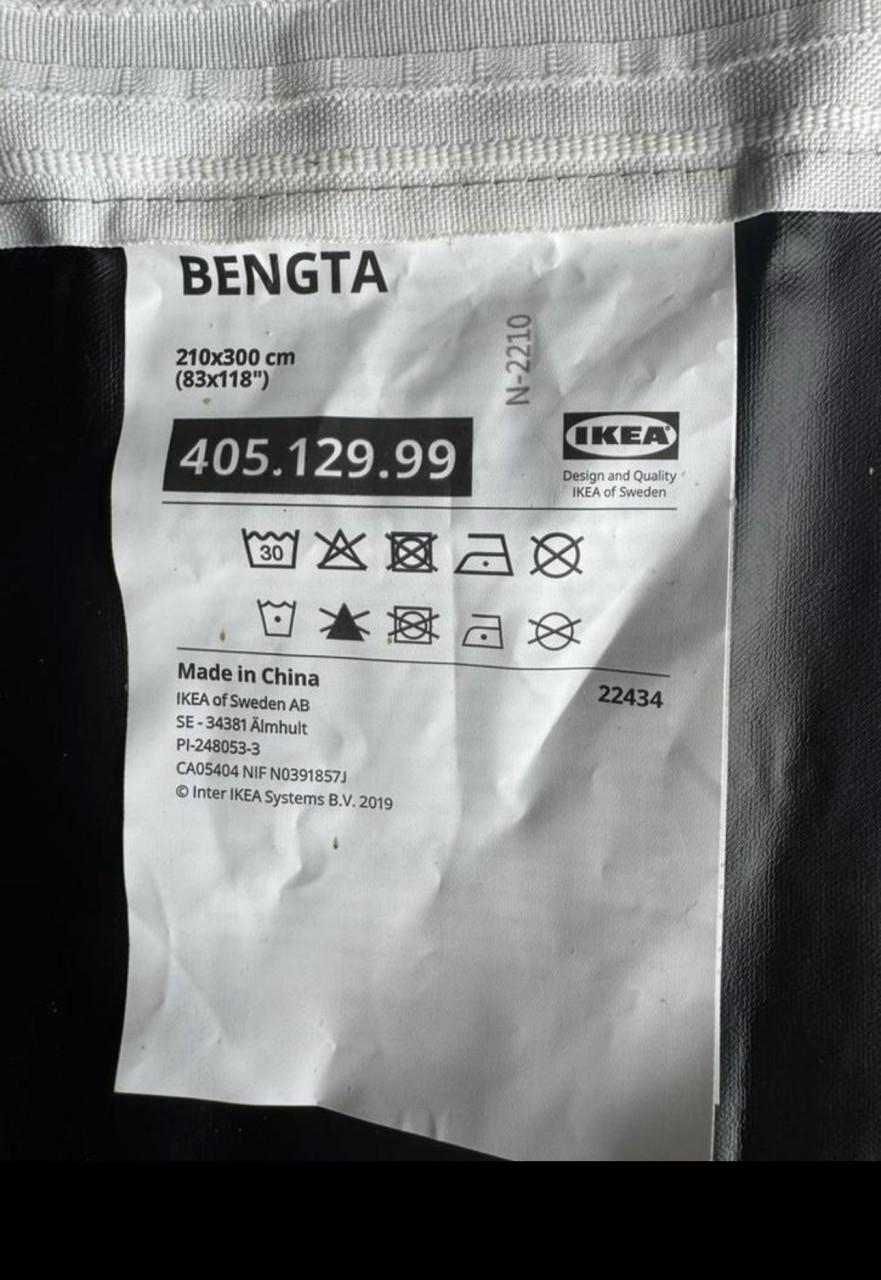 BENGTA
210x300 cm
(83x118")
N-2210
405.129.99
IKEA
Design and Quality
IKEA of Sweden
30
Made in China
22434
IKEA of Sweden AB
SE - 34381 Älmhult
PI-248053-3
CA05404 NIF N0391857J
© Inter IKEA Systems B.V. 2019